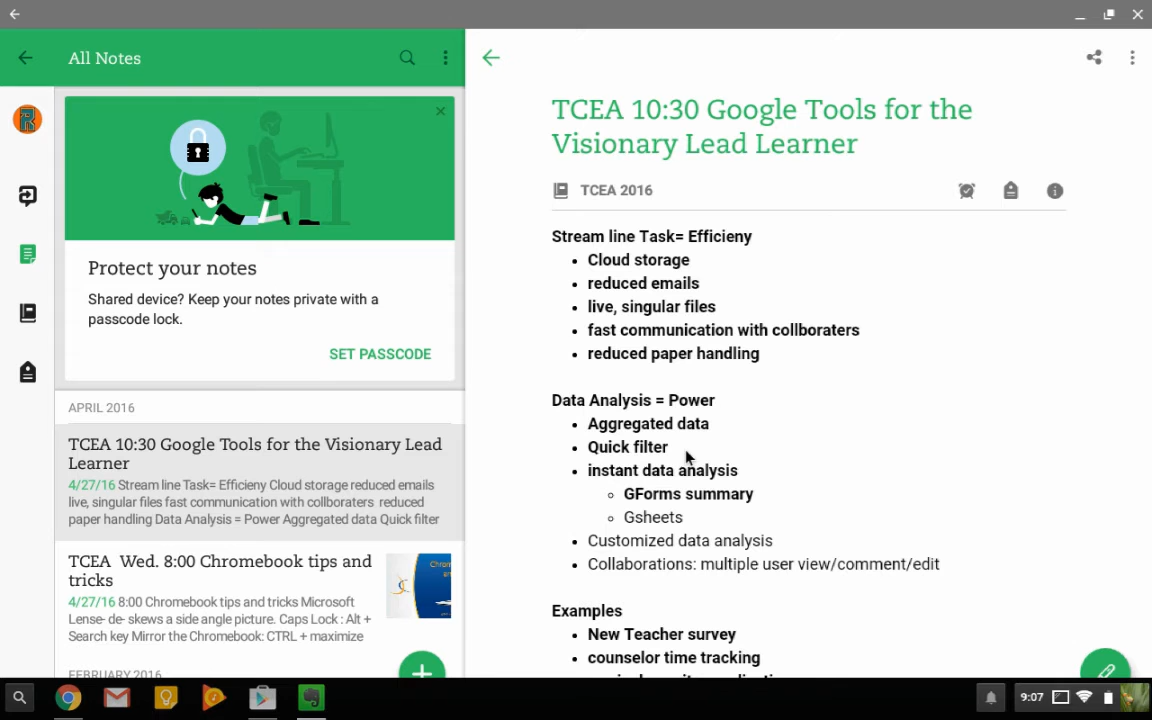 All Notes
Protect your notes
Shared device? Keep your notes private with a
passcode lock.
SET PASSCODE
APRIL 2016
TCEA 10:30 Google Tools for the Visionary Lead
Learner
4/27/16 Stream line Task= Efficieny Cloud storage reduced emails
live, singular files fast communication with collboraters reduced
paper handling Data Analysis = Power Aggregated data Quick filter
TCEA Wed. 8:00 Chromebook tips and
tricks
4/27/16 8:00 Chromebook tips and tricks Microsoft
Lense- de- skews a side angle picture. Caps Lock : Alt +
Search key Mirror the Chromebook: CTRL + maximize
FEBRUARY 2016
TCEA 10:30 Google Tools for the
Visionary Lead Learner
TCEA 2016
Stream line Task= Efficieny
• Cloud storage
• reduced emails
• live, singular files
• fast communication with collboraters
• reduced paper handling
Data Analysis = Power
• Aggregated data
• Quick filter
• instant data analysis
◦ GForms summary
◦ Gsheets
• Customized data analysis
• Collaborations: multiple user view/comment/edit
Examples
• New Teacher survey
• counselor time tracking
9:07